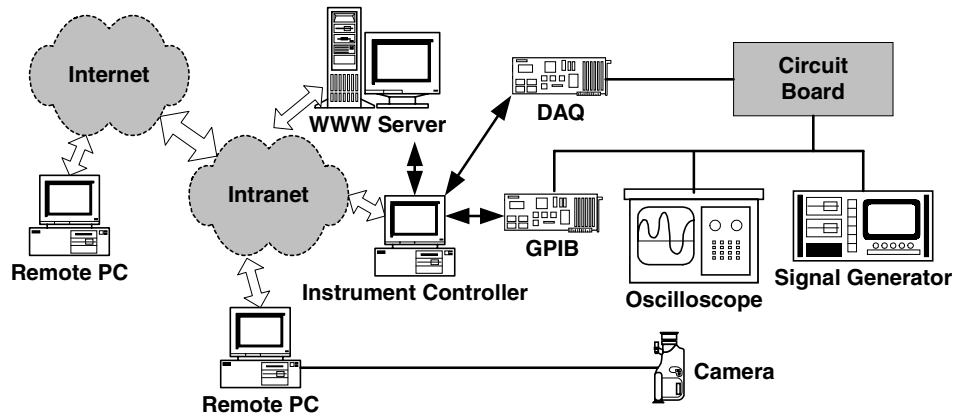 Internet
WWW Server
DAQ
Circuit
Board
Intranet
Remote PC
Instrument Controller
GPIB
Oscilloscope
Signal Generator
Remote PC
Camera